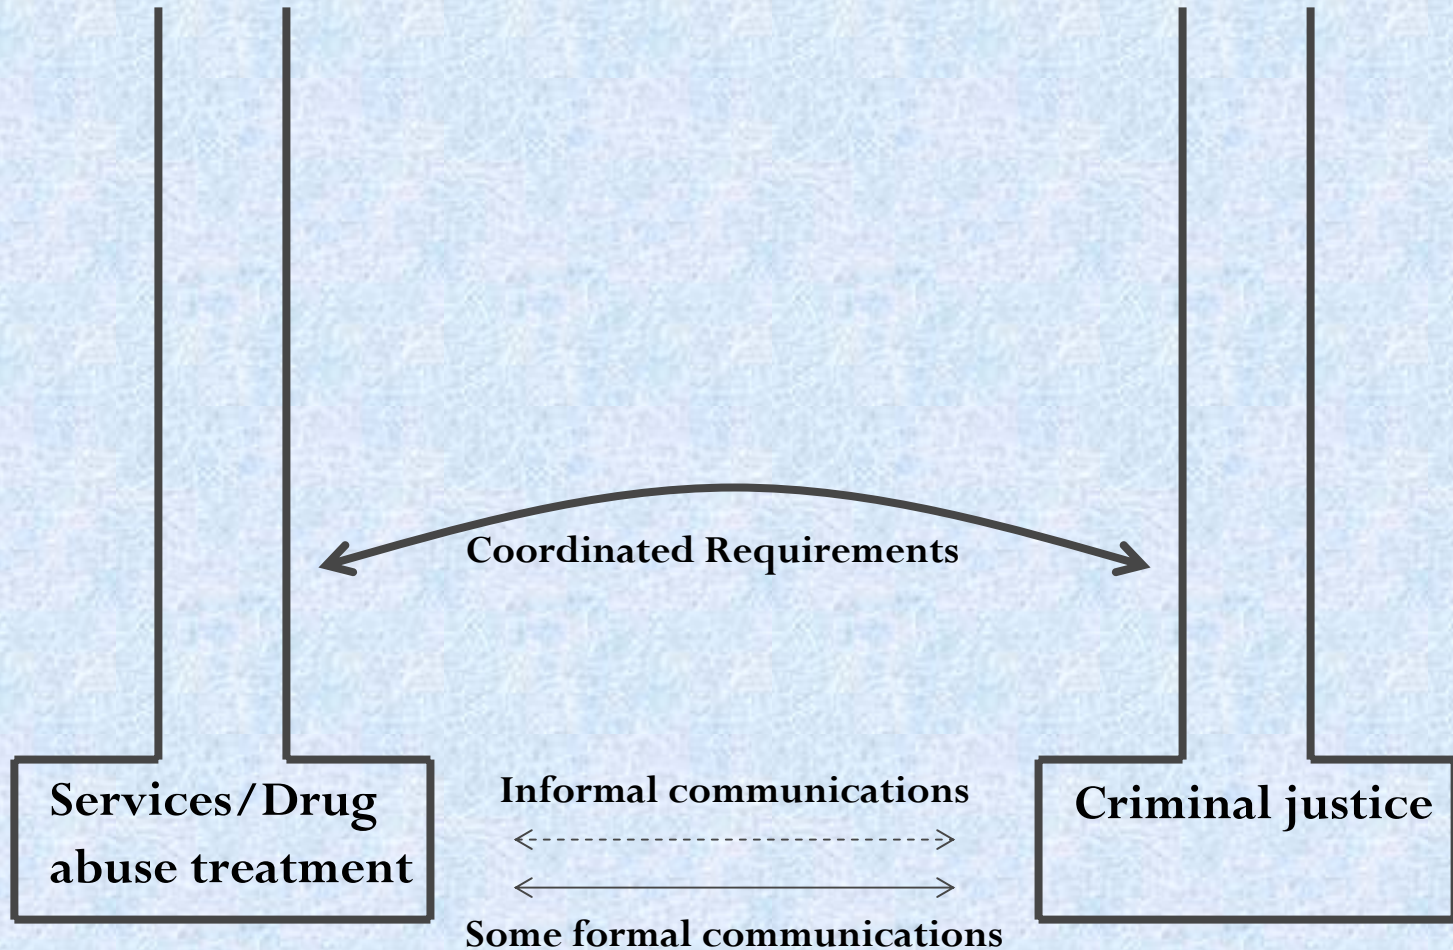 Coordinated Requirements
Services/Drug
abuse treatment
Informal communications
Some formal communications
Criminal justice